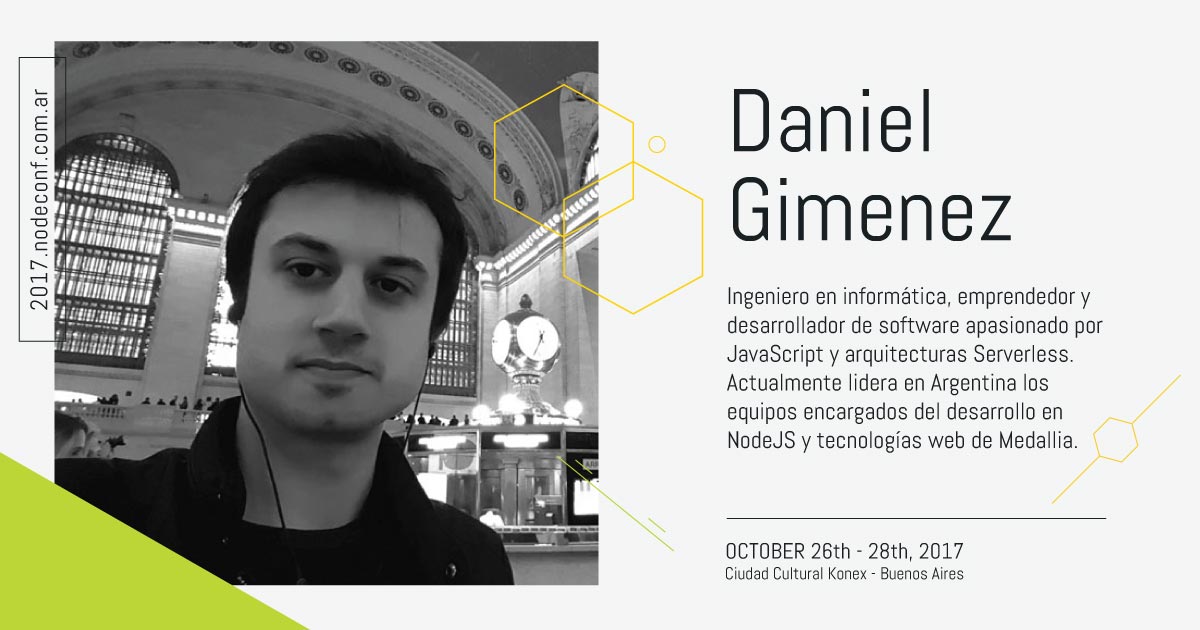 2017.nodeconf.com.ar
Daniel
Gimenez
Ingeniero en informática, emprendedor y
desarrollador de software apasionado por
JavaScript y arquitecturas Serverless.
Actualmente lidera en Argentina los
equipos encargados del desarrollo en
NodeJS y tecnologías web de Medallia.
OCTOBER 26th - 28th, 2017
Ciudad Cultural Konex - Buenos Aires